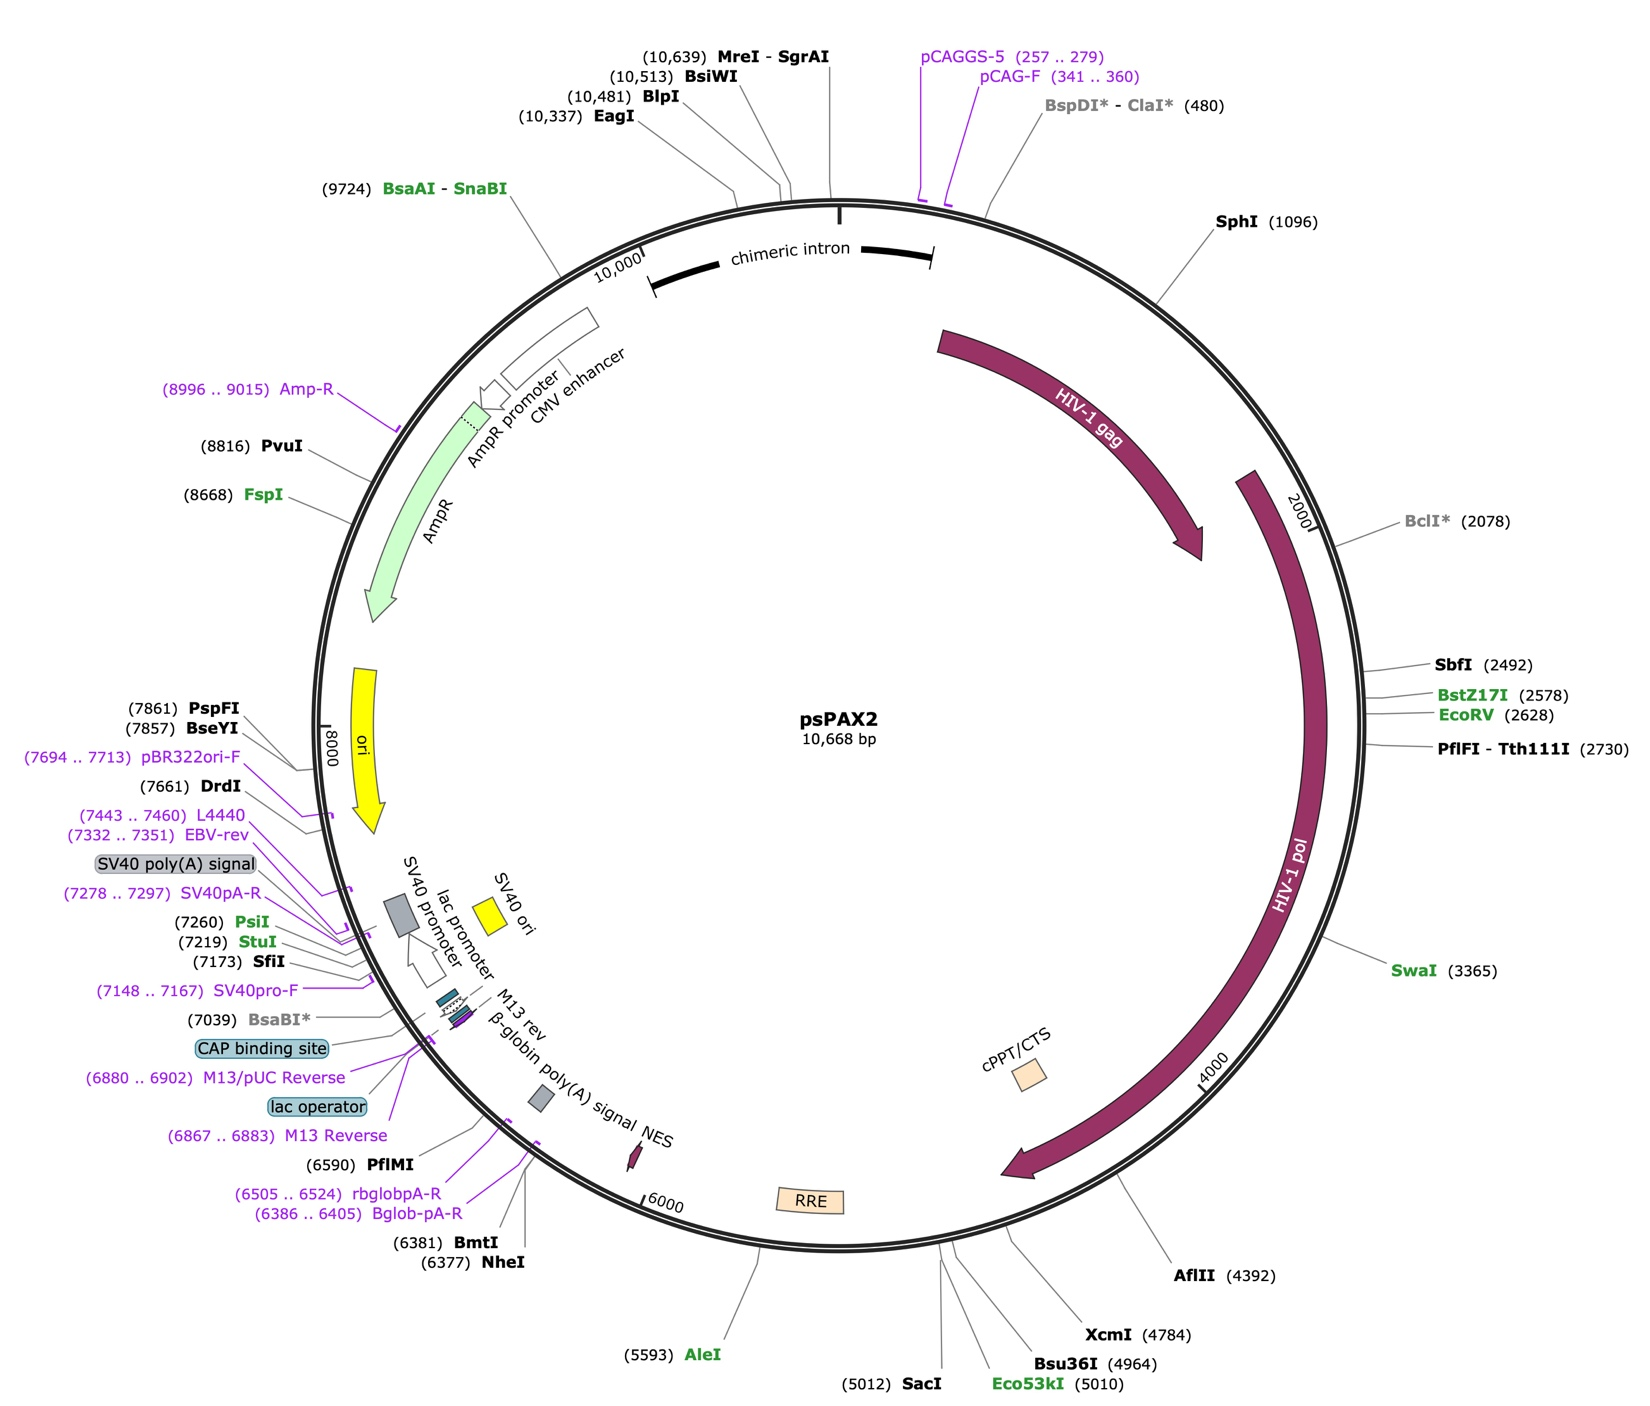 (10,639) MreI - SgrAI
(10,513) BsiWI
(10,481) BlpI
(10,337) EagI
(9724) BsaAI - SnaBI
pCAGGS-5 (257 .. 279)
pCAG-F (341 .. 360)
BspDI* - ClaI* (480)
SphI (1096)
BclI* (2078)
SbfI (2492)
BstZ17I (2578)
EcoRV (2628)
PflFI - Tth111I (2730)
SwaI (3365)
AflII (4392)
XcmI (4784)
Bsu36I (4964)
Eco53kI (5010)
(5012) SacI
(5593) AleI
(6377) NheI
(6381) BmtI
(6386 .. 6405) Bglob-pA-R
(6505 .. 6524) rbglobpA-R
(6590) PflMI
(6867 .. 6883) M13 Reverse
lac operator
(6880 .. 6902) M13/pUC Reverse
CAP binding site
(7039) BsaBI*
(7148 .. 7167) SV40pro-F
(7173) SfiI
(7219) StuI
(7260) PsiI
(7278 .. 7297) SV40pA-R
SV40 poly(A) signal
(7332 .. 7351) EBV-rev
(7443 .. 7460) L4440
(7661) DrdI
(7694 .. 7713) pBR322ori-F
(7857) BseYI
(7861) PspFI
(8668) FspI
(8816) PvuI
(8996 .. 9015) Amp-R
2000
4000
6000
8000
10,000
chimeric intron
HIV-1 gag
HIV-1 pol
cPPT/CTS
RRE
NES
β-globin poly(A) signal
M13 rev
lac promoter
SV40 promoter
SV40 ori
ori
AmpR
AmpR promoter
CMV enhancer
psPAX2
10,668 bp